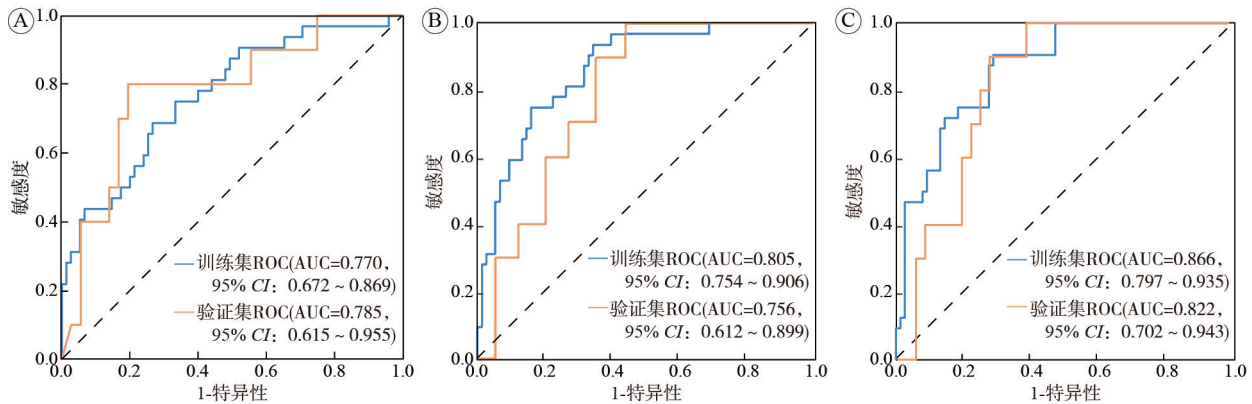 A
1.0
0.8
0.6
0.4
0.2
0.0
敏感度
训练集ROC(AUC=0.770,
95% CI：0.672～0.869)
验证集ROC(AUC=0.785,
95% CI：0.615～0.955)
0.0 0.2 0.4 0.6 0.8 1.0
1-特异性
B
1.0
0.8
0.6
0.4
0.2
0.0
敏感度
训练集ROC(AUC=0.805,
95% CI：0.754～0.906)
验证集ROC(AUC=0.756,
95% CI：0.612～0.899)
0.0 0.2 0.4 0.6 0.8 1.0
1-特异性
C
1.0
0.8
0.6
0.4
0.2
0.0
敏感度
训练集ROC(AUC=0.866,
95% CI：0.797～0.935)
验证集ROC(AUC=0.822,
95% CI：0.702～0.943)
0.0 0.2 0.4 0.6 0.8 1.0
1-特异性